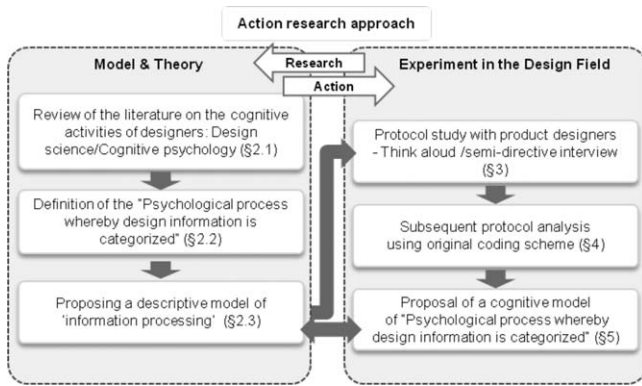 Action research approach
Research
Action
Model & Theory
Review of the literature on the cognitive
activities of designers: Design
science/Cognitive psychology (§2.1)
Definition of the "Psychological process
whereby design information is
categorized" (§2.2)
Proposing a descriptive model of
'information processing' (§2.3)
Experiment in the Design Field
Protocol study with product designers
- Think aloud /semi-directive interview
(§3)
Subsequent protocol analysis
using original coding scheme (§4)
Proposal of a cognitive model
of "Psychological process whereby
design information is categorized" (§5)